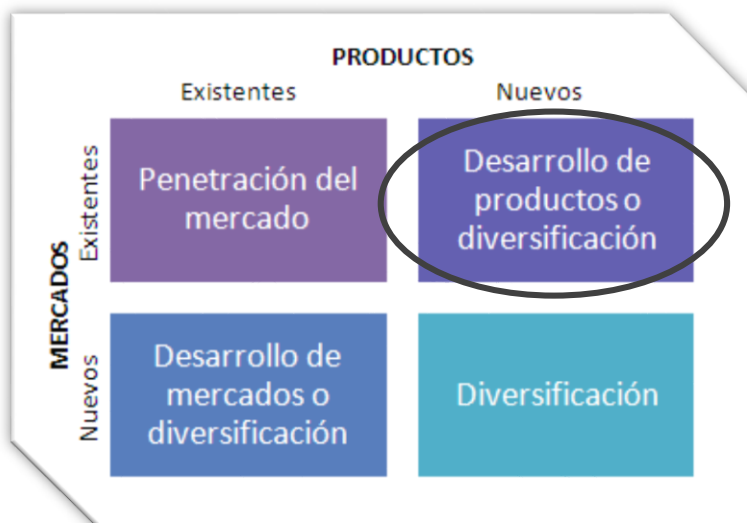 PRODUCTOS
Existentes
Nuevos
MERCADOS
Existentes
Penetración del
mercado
Desarrollo de
productos o
diversificación
Nuevos
Desarrollo de
mercados o
diversificación
Diversificación